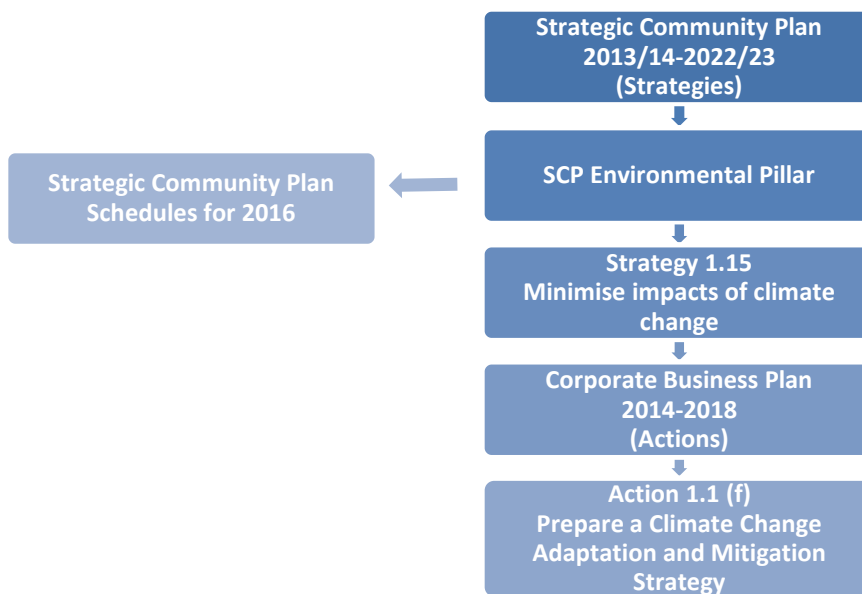 Strategic Community Plan
2013/14-2022/23
(Strategies)
SCP Environmental Pillar
Strategic Community Plan
Schedules for 2016
Strategy 1.15
Minimise impacts of climate
change
Corporate Business Plan
2014-2018
(Actions)
Action 1.1 (f)
Prepare a Climate Change
Adaptation and Mitigation
Strategy